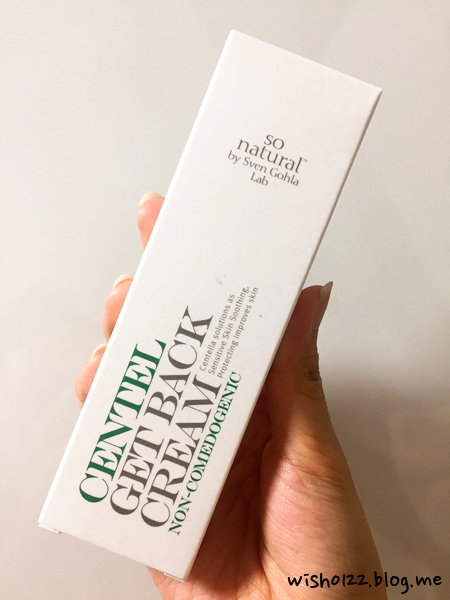 so
natural™
by Sven Gohla
Lab
CENTEL
GET BACK
CREAM
NON-COMEDOGENIC
Centella solutions as
Sensitive Skin Soothing,
Protecting improves skin
wisho122.blog.me